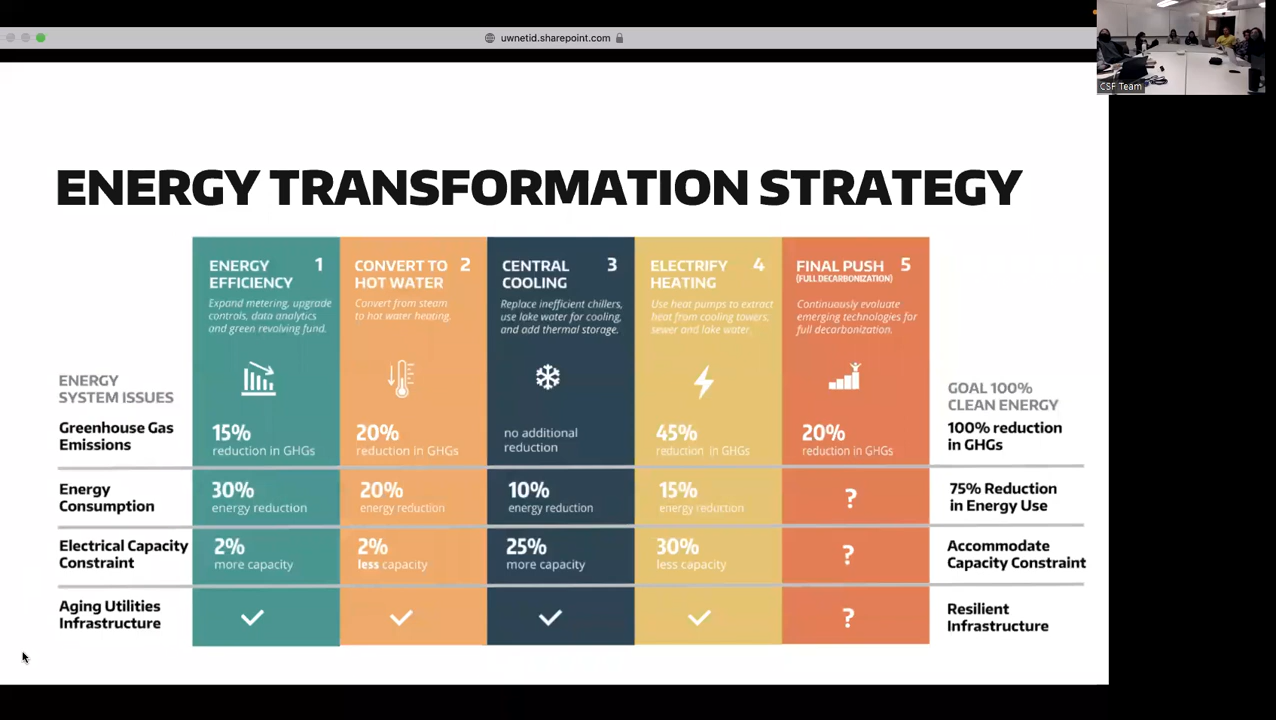 uwnetid.sharepoint.com
CSF Team
ENERGY TRANSFORMATION STRATEGY
ENERGY EFFICIENCY 1
Expand metering, upgrade
controls, data analytics
and green revolving fund.
CONVERT TO HOT WATER 2
Convert from steam
to hot water heating.
CENTRAL COOLING 3
Replace inefficient chillers,
use lake water for cooling,
and add thermal storage.
ELECTRIFY HEATING 4
Use heat pumps to extract
heat from cooling towers,
sewer and lake water.
FINAL PUSH 5
(FULL DECARBONIZATION)
Continuously evaluate
emerging technologies for
full decarbonization.
ENERGY
SYSTEM ISSUES
GOAL 100%
CLEAN ENERGY
Greenhouse Gas
Emissions
15%
reduction in GHGs
20%
reduction in GHGs
no additional
reduction
45%
reduction in GHGs
20%
reduction in GHGs
100% reduction
in GHGs
Energy
Consumption
30%
energy reduction
20%
energy reduction
10%
energy reduction
15%
energy reduction
?
75% Reduction
in Energy Use
Electrical Capacity
Constraint
2%
more capacity
2%
less capacity
25%
more capacity
30%
less capacity
?
Accommodate
Capacity Constraint
Aging Utilities
Infrastructure
?
Resilient
Infrastructure